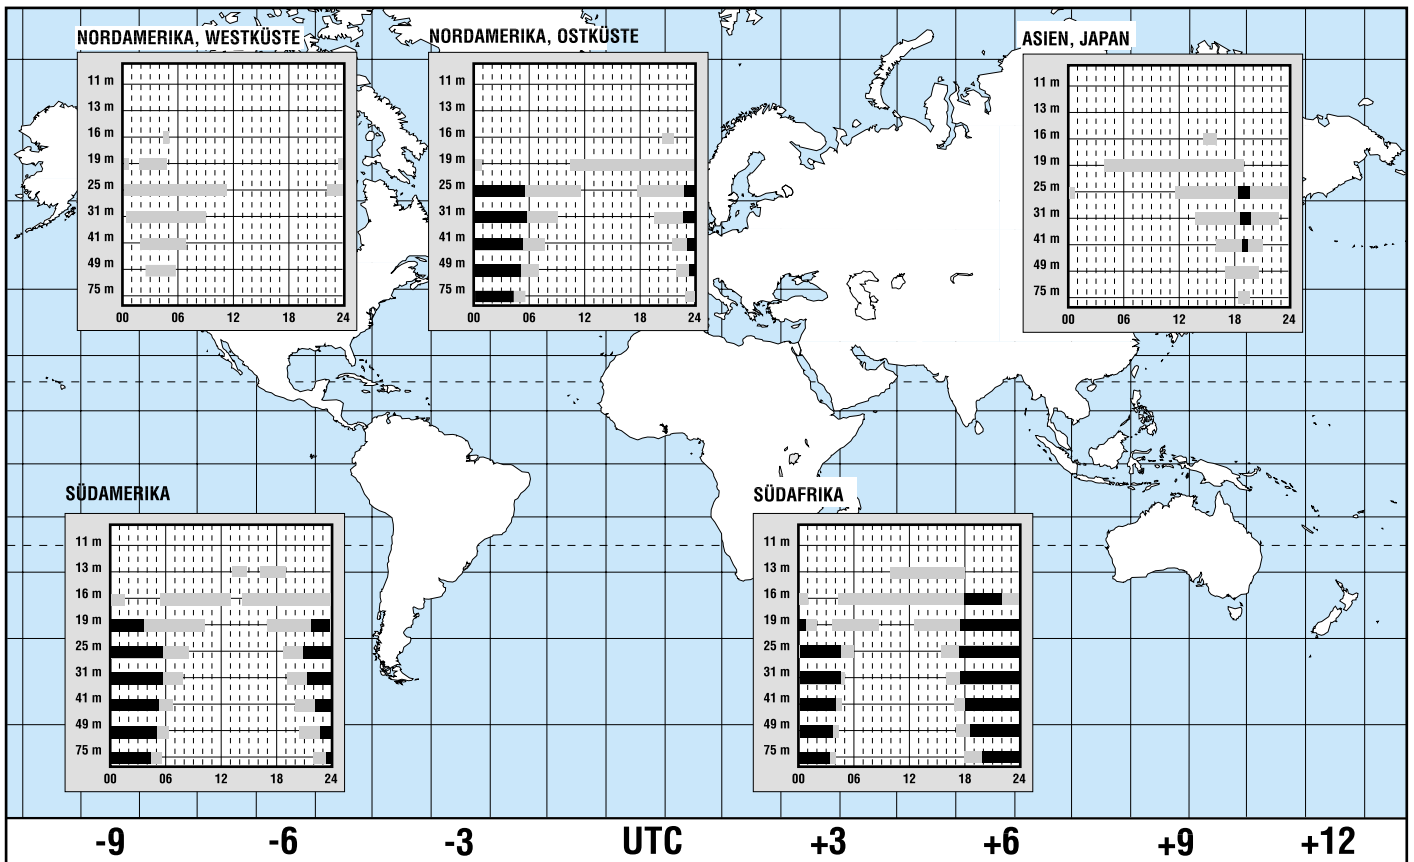 NORDAMERIKA, WESTKÜSTE
11 m
13 m
16 m
19 m
25 m
31 m
41 m
49 m
75 m
00 06 12 18 24
NORDAMERIKA, OSTKÜSTE
11 m
13 m
16 m
19 m
25 m
31 m
41 m
49 m
75 m
00 06 12 18 24
ASIEN, JAPAN
11 m
13 m
16 m
19 m
25 m
31 m
41 m
49 m
75 m
00 06 12 18 24
SÜDAMERIKA
11 m
13 m
16 m
19 m
25 m
31 m
41 m
49 m
75 m
00 06 12 18 24
SÜDAFRIKA
11 m
13 m
16 m
19 m
25 m
31 m
41 m
49 m
75 m
00 06 12 18 24
-9 -6 -3 UTC +3 +6 +9 +12